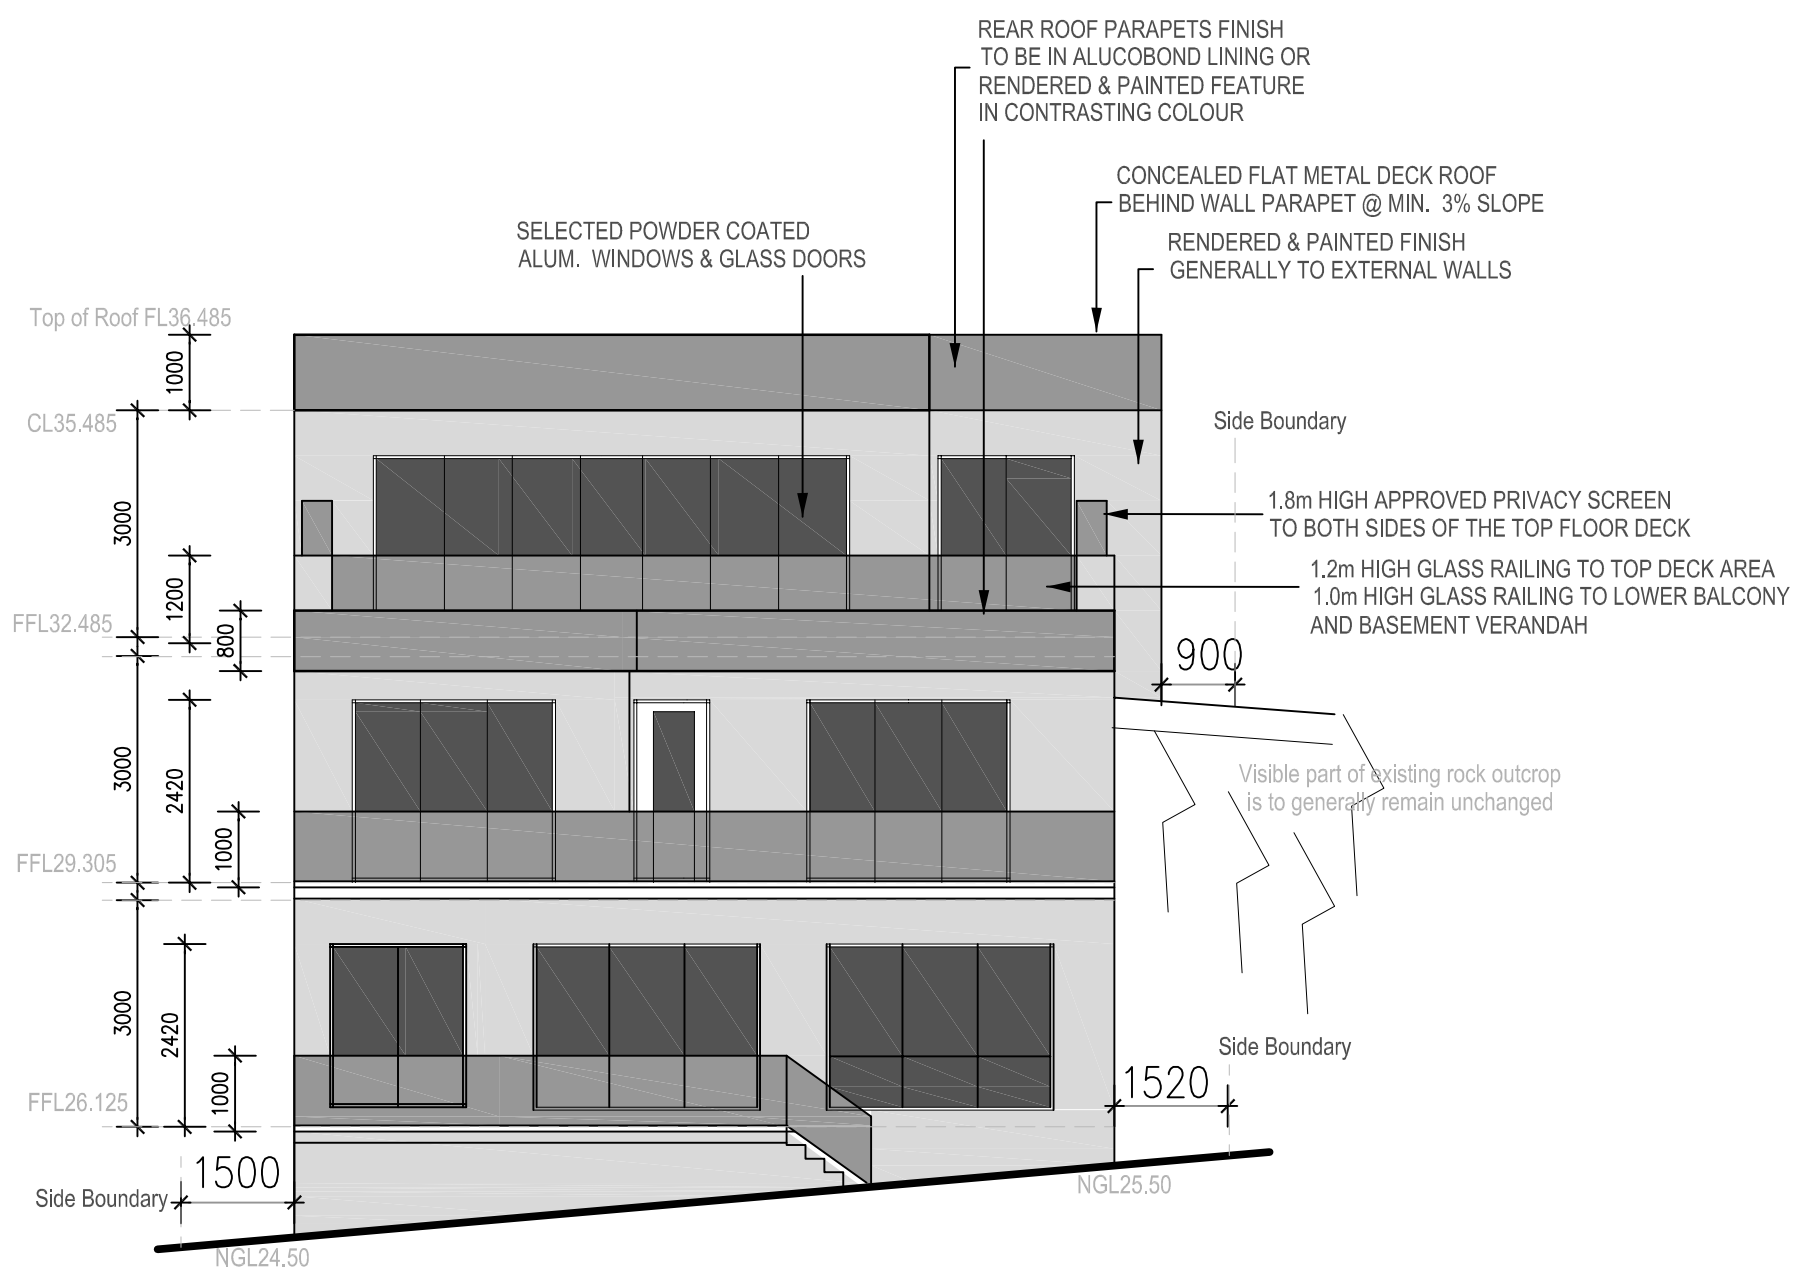 REAR ROOF PARAPETS FINISH
TO BE IN ALUCOBOND LINING OR
RENDERED & PAINTED FEATURE
IN CONTRASTING COLOUR
CONCEALED FLAT METAL DECK ROOF
BEHIND WALL PARAPET @ MIN. 3% SLOPE
SELECTED POWDER COATED
ALUM. WINDOWS & GLASS DOORS
RENDERED & PAINTED FINISH
GENERALLY TO EXTERNAL WALLS
Top of Roof FL36.485
1000
CL35.485
Side Boundary
3000
1.8m HIGH APPROVED PRIVACY SCREEN
TO BOTH SIDES OF THE TOP FLOOR DECK
1200
1.2m HIGH GLASS RAILING TO TOP DECK AREA
1.0m HIGH GLASS RAILING TO LOWER BALCONY
AND BASEMENT VERANDAH
FFL32.485
800
900
3000
2420
Visible part of existing rock outcrop
is to generally remain unchanged
1000
FFL29.305
3000
2420
Side Boundary
1000
1520
FFL26.125
1500
Side Boundary
NGL25.50
NGL24.50